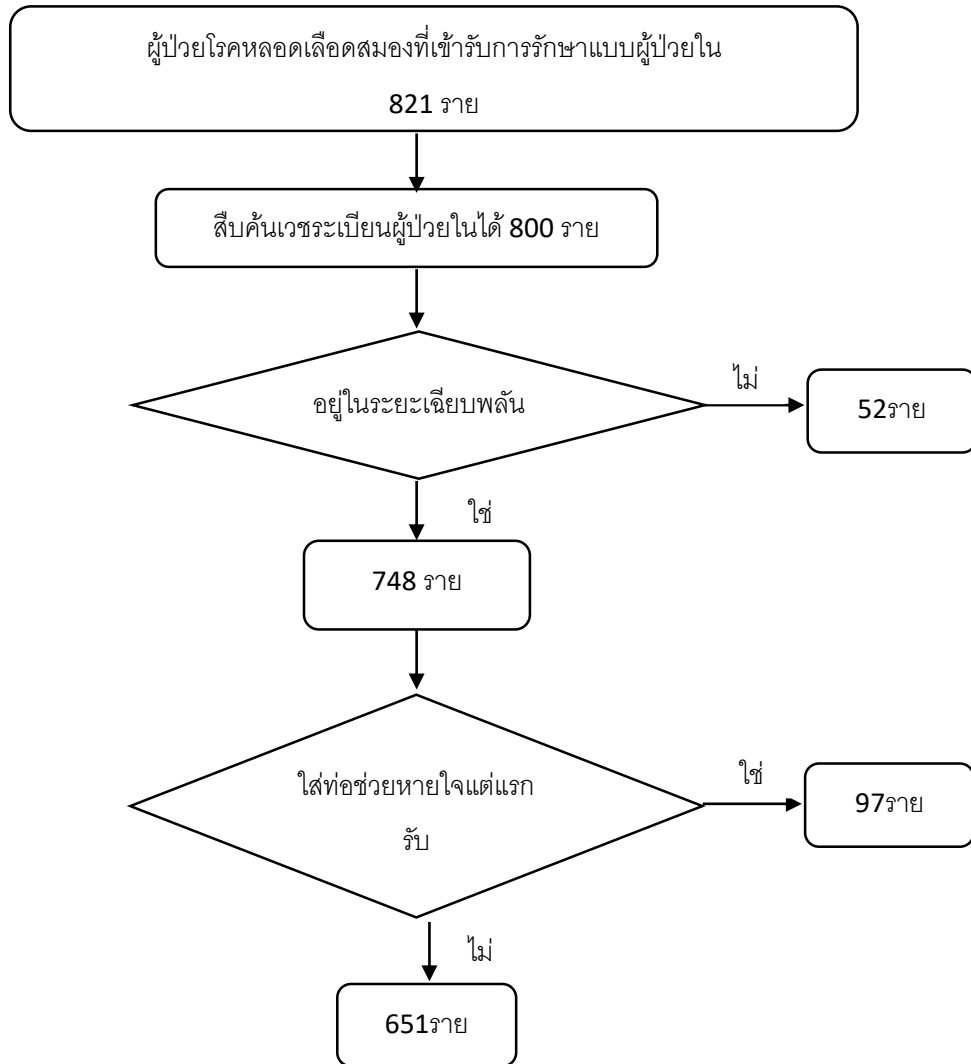 ผู้ป่วยโรคหลอดเลือดสมองที่เข้ารับการรักษาแบบผู้ป่วยใน
821 ราย
สืบค้นเวชระเบียนผู้ป่วยในได้ 800 ราย
อยู่ในระยะเฉียบพลัน
ไม่
52ราย
ใช่
748 ราย
ใส่ท่อช่วยหายใจแต่แรก
รับ
ใช่
97ราย
ไม่
651ราย